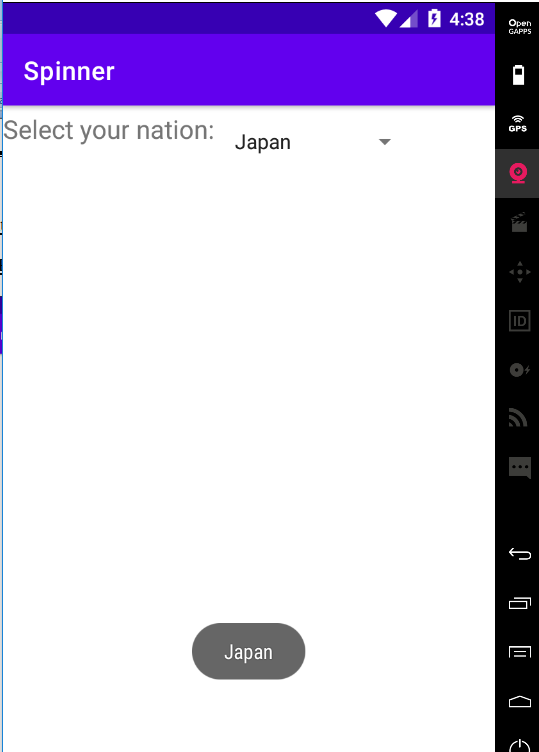 4:38
Open
GAPPS
Spinner
GPS
Select your nation: Japan
ID
Japan